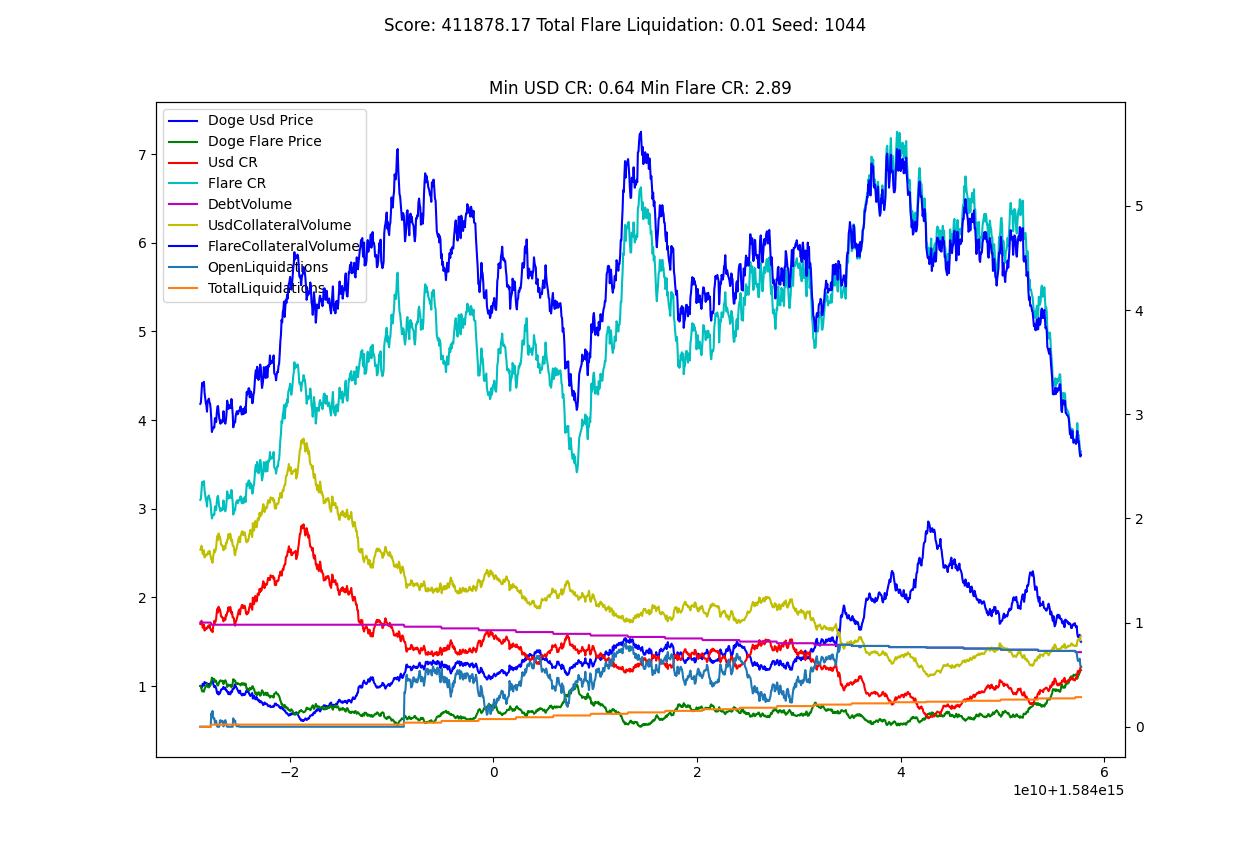 Score: 411878.17 Total Flare Liquidation: 0.01 Seed: 1044
Min USD CR: 0.64 Min Flare CR: 2.89
Doge Usd Price
Doge Flare Price
Usd CR
Flare CR
DebtVolume
UsdCollateralVolume
FlareCollateralVolume
OpenLiquidations
TotalLiquidations
7
6
5
4
3
2
1
5
4
3
2
1
0
−2
0
2
4
6
1e10+1.584e15